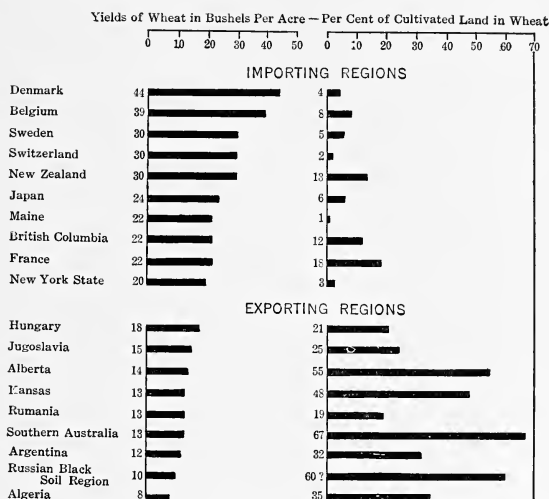 Yields of Wheat in Bushels Per Acre — Per Cent of Cultivated Land in Wheat
0 10 20 30 40 50 0 10 20 30 40 50 60 70
IMPORTING REGIONS
Denmark 44 4
Belgium 39 8
Sweden 30 5
Switzerland 30 2
New Zealand 30 13
Japan 24 6
Maine 22 1
British Columbia 22 12
France 22 18
New York State 20 3
EXPORTING REGIONS
Hungary 18 21
Jugoslavia 15 25
Alberta 14 55
Kansas 13 48
Rumania 13 19
Southern Australia 13 67
Argentina 12 32
Russian Black
Soil Region 10 60 ?
Algeria 8 35